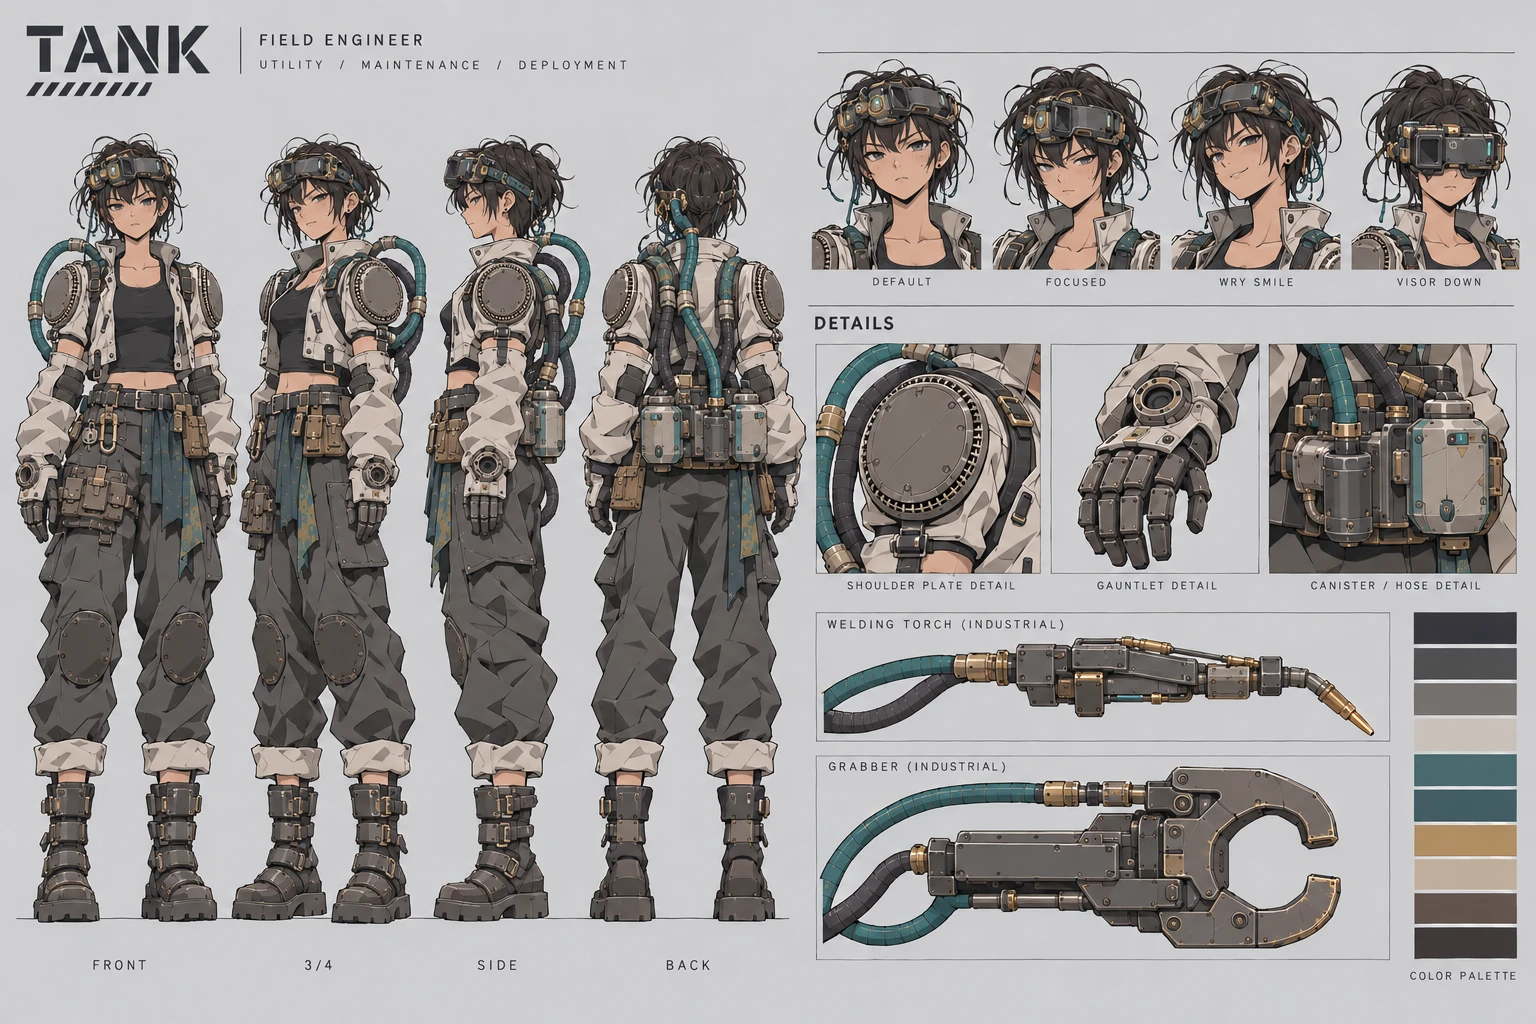 TANK
FIELD ENGINEER
UTILITY / MAINTENANCE / DEPLOYMENT
DEFAULT
FOCUSED
WRY SMILE
VISOR DOWN
DETAILS
SHOULDER PLATE DETAIL
GAUNTLET DETAIL
CANISTER / HOSE DETAIL
WELDING TORCH (INDUSTRIAL)
GRABBER (INDUSTRIAL)
FRONT
3/4
SIDE
BACK
COLOR PALETTE